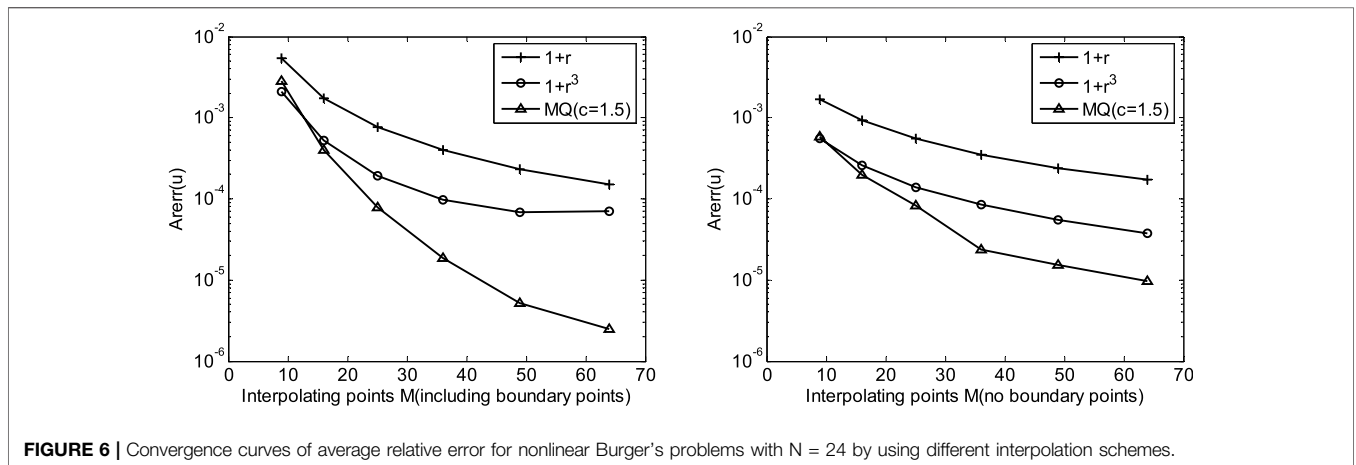 10^-2
10^-3
10^-4
10^-5
10^-6
Arerr(u)
1+r
1+r^3
MQ(c=1.5)
0 10 20 30 40 50 60 70
Interpolating points M(including boundary points)
10^-2
10^-3
10^-4
10^-5
10^-6
Arerr(u)
1+r
1+r^3
MQ(c=1.5)
0 10 20 30 40 50 60 70
Interpolating points M(no boundary points)
FIGURE 6 | Convergence curves of average relative error for nonlinear Burger's problems with N = 24 by using different interpolation schemes.